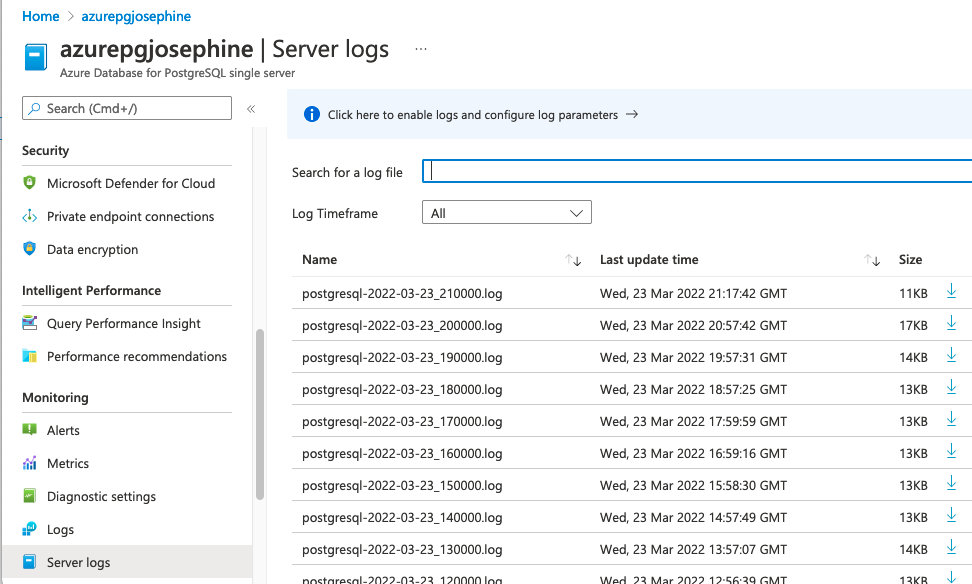 Home > azurepgjosephine
azurepgjosephine | Server logs ...
Azure Database for PostgreSQL single server
Search (Cmd+/)
«
Security
Microsoft Defender for Cloud
Private endpoint connections
Data encryption
Intelligent Performance
Query Performance Insight
Performance recommendations
Monitoring
Alerts
Metrics
Diagnostic settings
Logs
Server logs
Click here to enable logs and configure log parameters →
Search for a log file
Log Timeframe All
Name ↑↓ Last update time ↑↓ Size
postgresql-2022-03-23_210000.log Wed, 23 Mar 2022 21:17:42 GMT 11KB
postgresql-2022-03-23_200000.log Wed, 23 Mar 2022 20:57:42 GMT 17KB
postgresql-2022-03-23_190000.log Wed, 23 Mar 2022 19:57:31 GMT 14KB
postgresql-2022-03-23_180000.log Wed, 23 Mar 2022 18:57:25 GMT 13KB
postgresql-2022-03-23_170000.log Wed, 23 Mar 2022 17:59:59 GMT 13KB
postgresql-2022-03-23_160000.log Wed, 23 Mar 2022 16:59:16 GMT 13KB
postgresql-2022-03-23_150000.log Wed, 23 Mar 2022 15:58:30 GMT 13KB
postgresql-2022-03-23_140000.log Wed, 23 Mar 2022 14:57:49 GMT 13KB
postgresql-2022-03-23_130000.log Wed, 23 Mar 2022 13:57:07 GMT 14KB
postgresql-2022-03-23_120000.log Wed, 23 Mar 2022 12:56:39 GMT 13KB